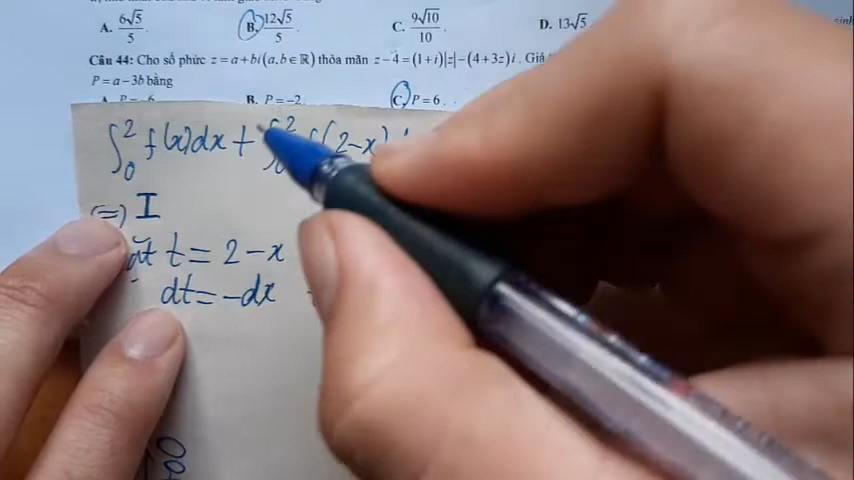 A. 6√5/5 B. 12√5/5 C. 9√10/10 D. 13√5
Câu 44: Cho số phức z = a + bi (a, b ∈ ℝ) thỏa mãn z − 4 = (1 + i)|z| − (4 + 3z)i . Giá
P = a − 3b bằng
B. P = −2 C. P = 6 .
∫₀² f(x)dx + ∫₀² f(2−x)
(=) I
đặt t = 2 − x
dt = −dx